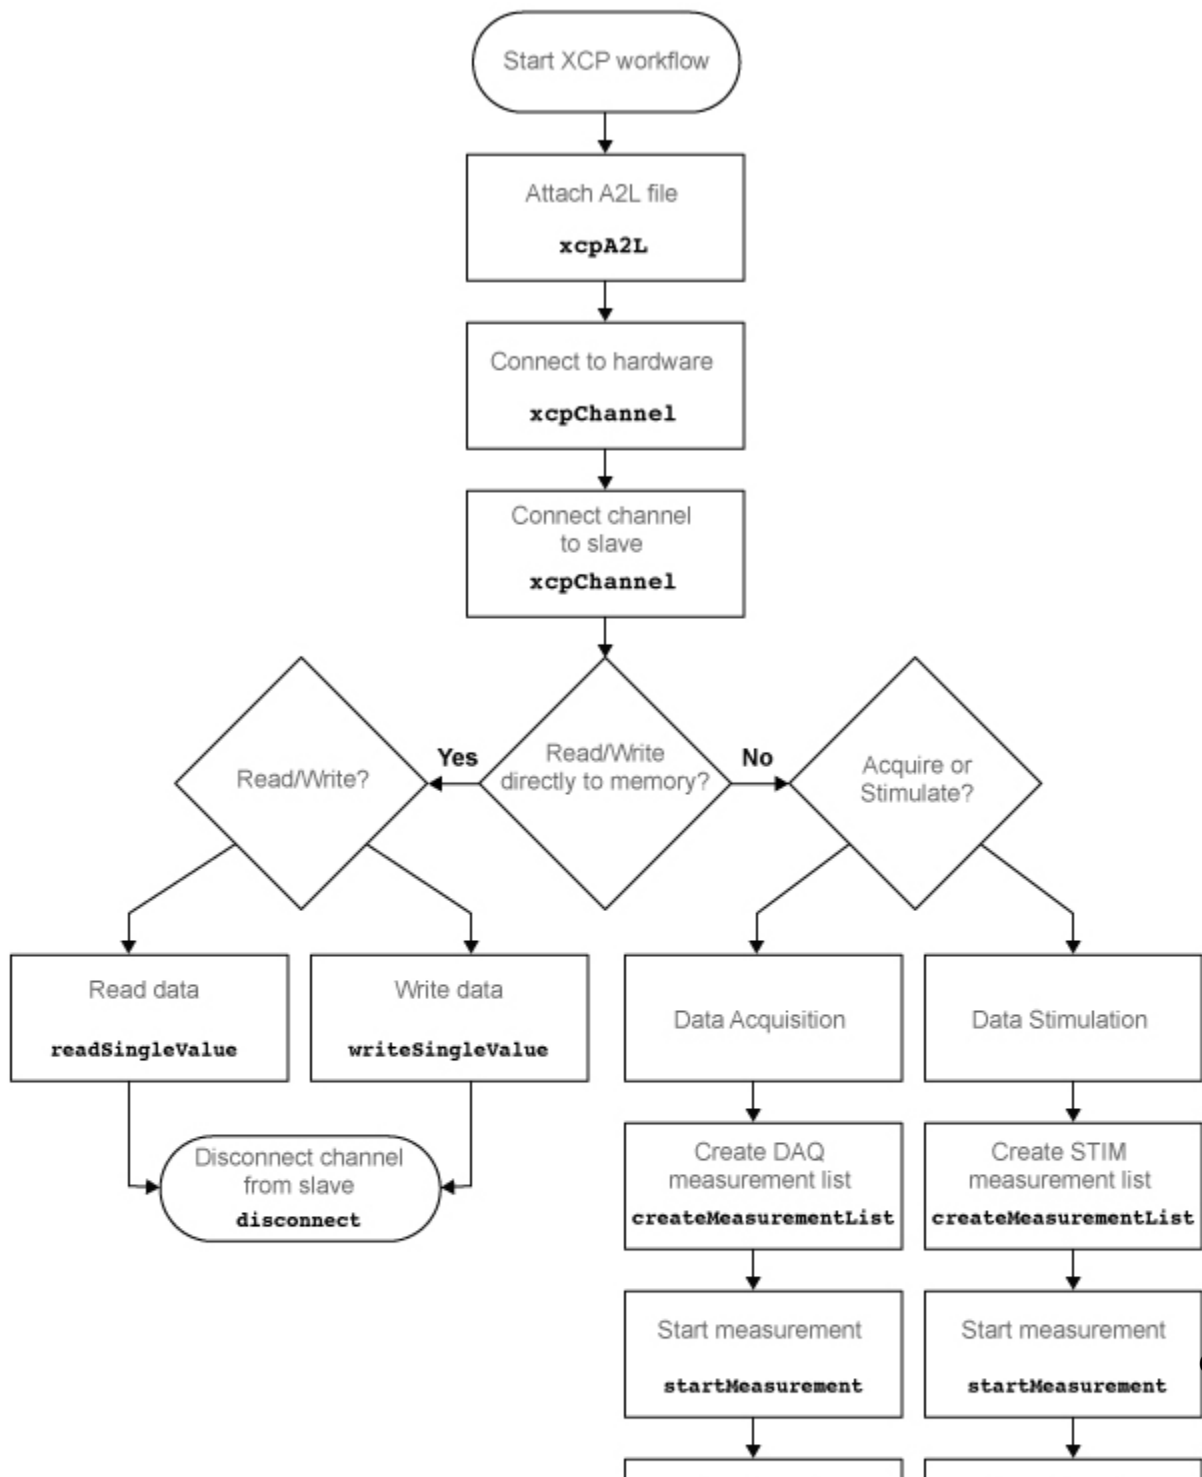 Start XCP workflow
Attach A2L file
xcpA2L
Connect to hardware
xcpChannel
Connect channel
to slave
xcpChannel
Read/Write?
Yes
Read/Write
directly to memory?
No
Acquire or
Stimulate?
Read data
readSingleValue
Write data
writeSingleValue
Data Acquisition
Data Stimulation
Disconnect channel
from slave
disconnect
Create DAQ
measurement list
createMeasurementList
Create STIM
measurement list
createMeasurementList
Start measurement
startMeasurement
Start measurement
startMeasurement